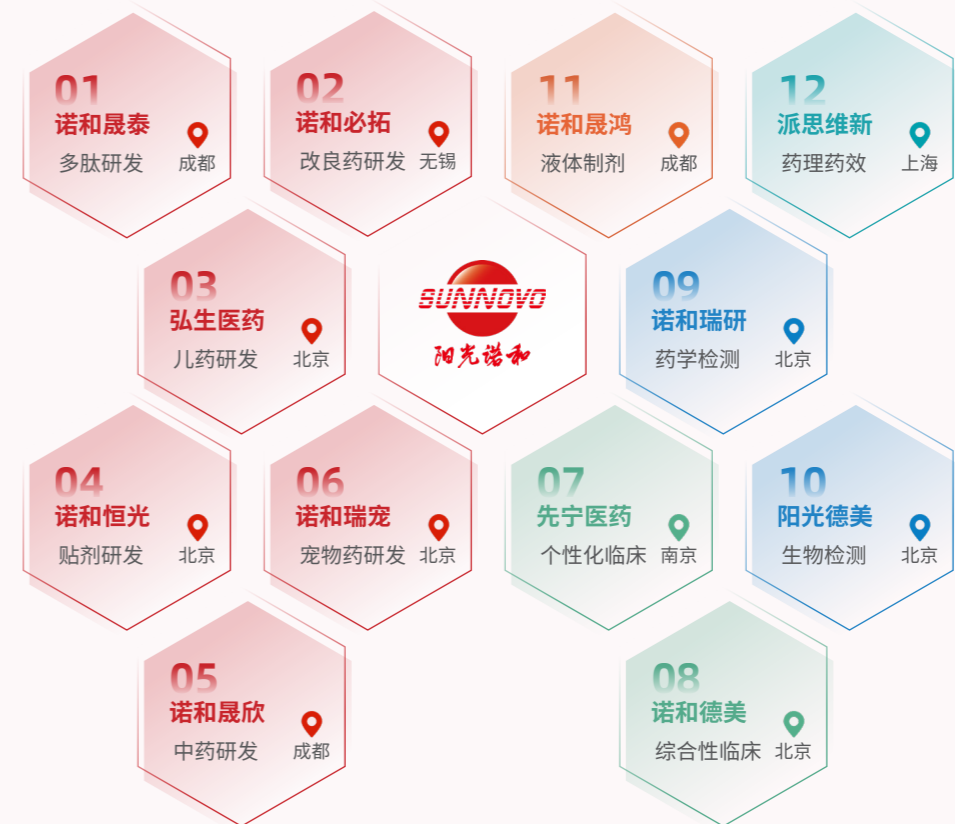 01
诺和晟泰
多肽研发 成都
02
诺和必拓
改良药研发 无锡
11
诺和晟鸿
液体制剂 成都
12
派思维新
药理药效 上海
03
弘生医药
儿药研发 北京
SUNNOVO
阳光诺和
09
诺和瑞研
药学检测 北京
04
诺和恒光
贴剂研发 北京
06
诺和瑞宠
宠物药研发 北京
07
先宁医药
个性化临床 南京
10
阳光德美
生物检测 北京
05
诺和晟欣
中药研发 成都
08
诺和德美
综合性临床 北京